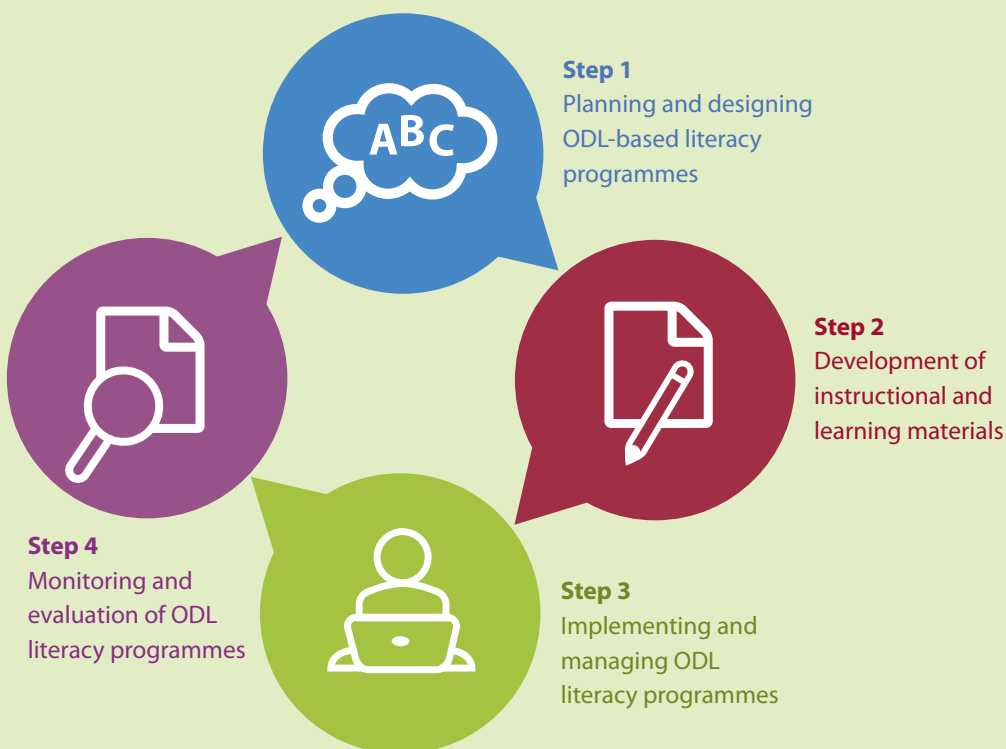 ABC
Step 1
Planning and designing
ODL-based literacy
programmes
Step 2
Development of
instructional and
learning materials
Step 3
Implementing and
managing ODL
literacy programmes
Step 4
Monitoring and
evaluation of ODL
literacy programmes